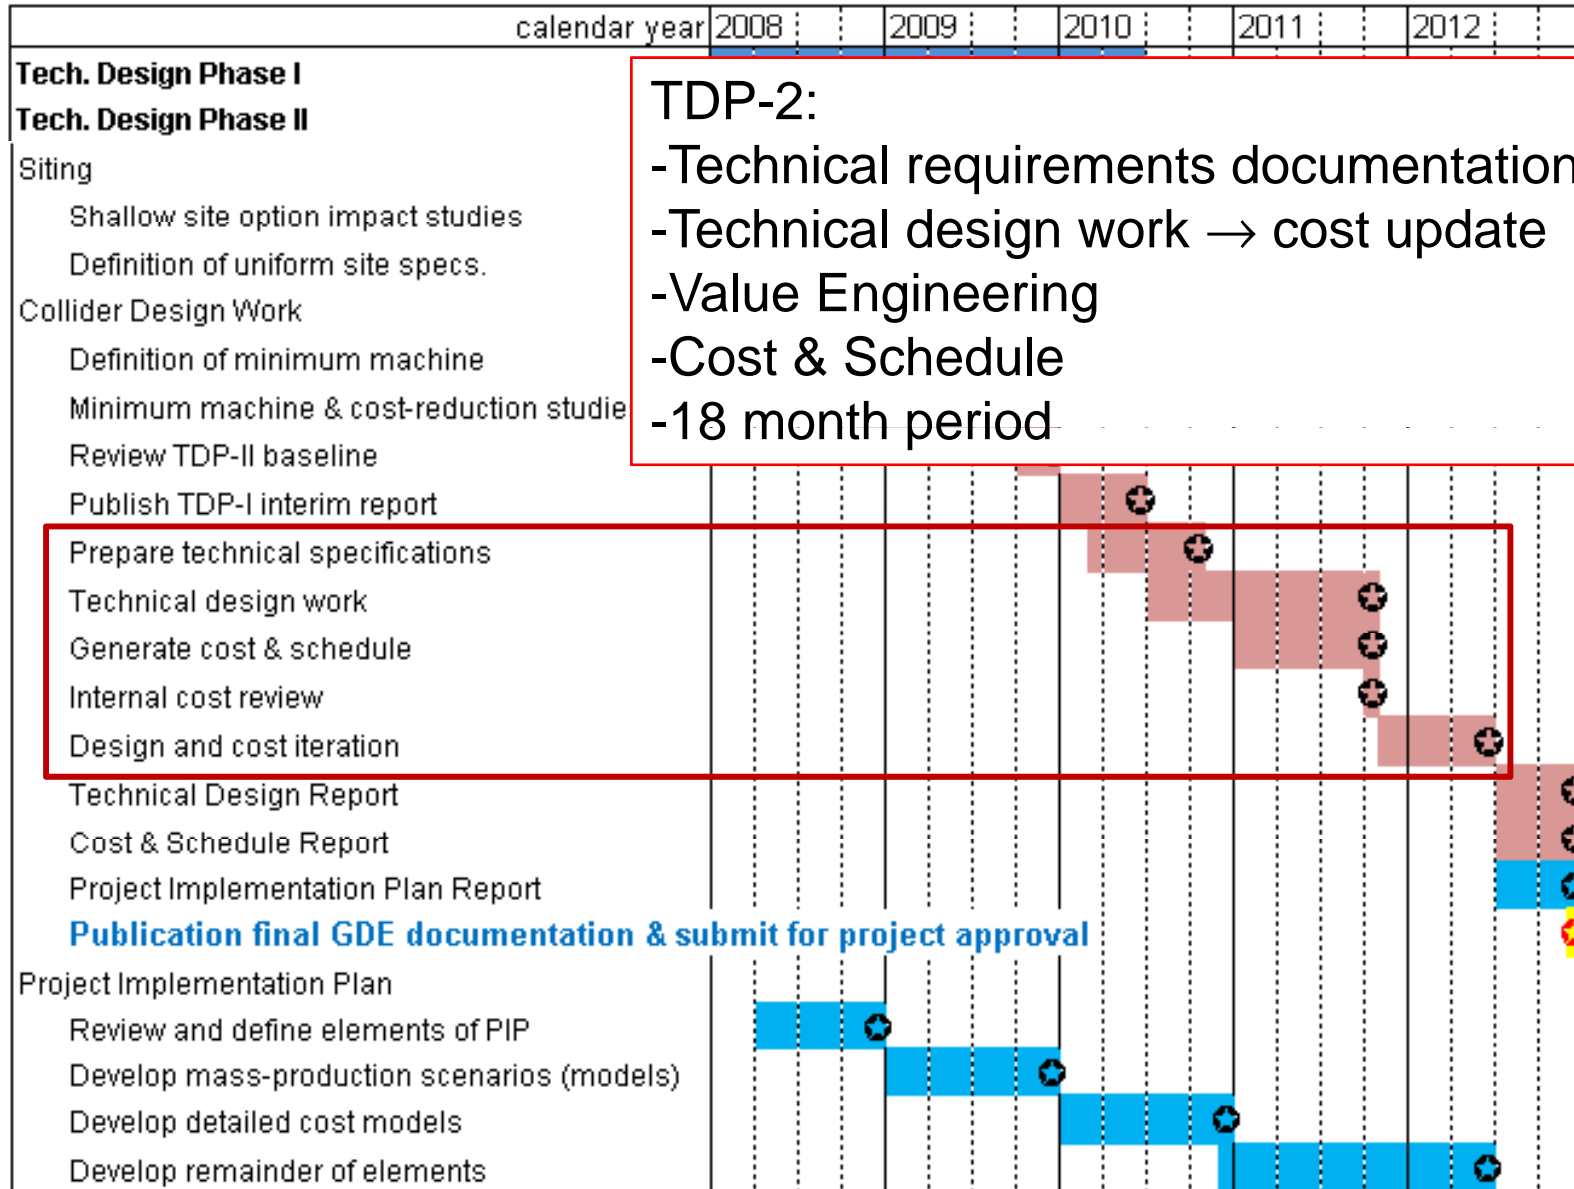 calendar year 2008 2009 2010 2011 2012
Tech. Design Phase I
Tech. Design Phase II
Siting
Shallow site option impact studies
Definition of uniform site specs.
Collider Design Work
Definition of minimum machine
Minimum machine & cost-reduction studie
Review TDP-II baseline
Publish TDP-I interim report
Prepare technical specifications
Technical design work
Generate cost & schedule
Internal cost review
Design and cost iteration
Technical Design Report
Cost & Schedule Report
Project Implementation Plan Report
Publication final GDE documentation & submit for project approval
Project Implementation Plan
Review and define elements of PIP
Develop mass-production scenarios (models)
Develop detailed cost models
Develop remainder of elements
TDP-2:
-Technical requirements documentation
-Technical design work → cost update
-Value Engineering
-Cost & Schedule
-18 month period